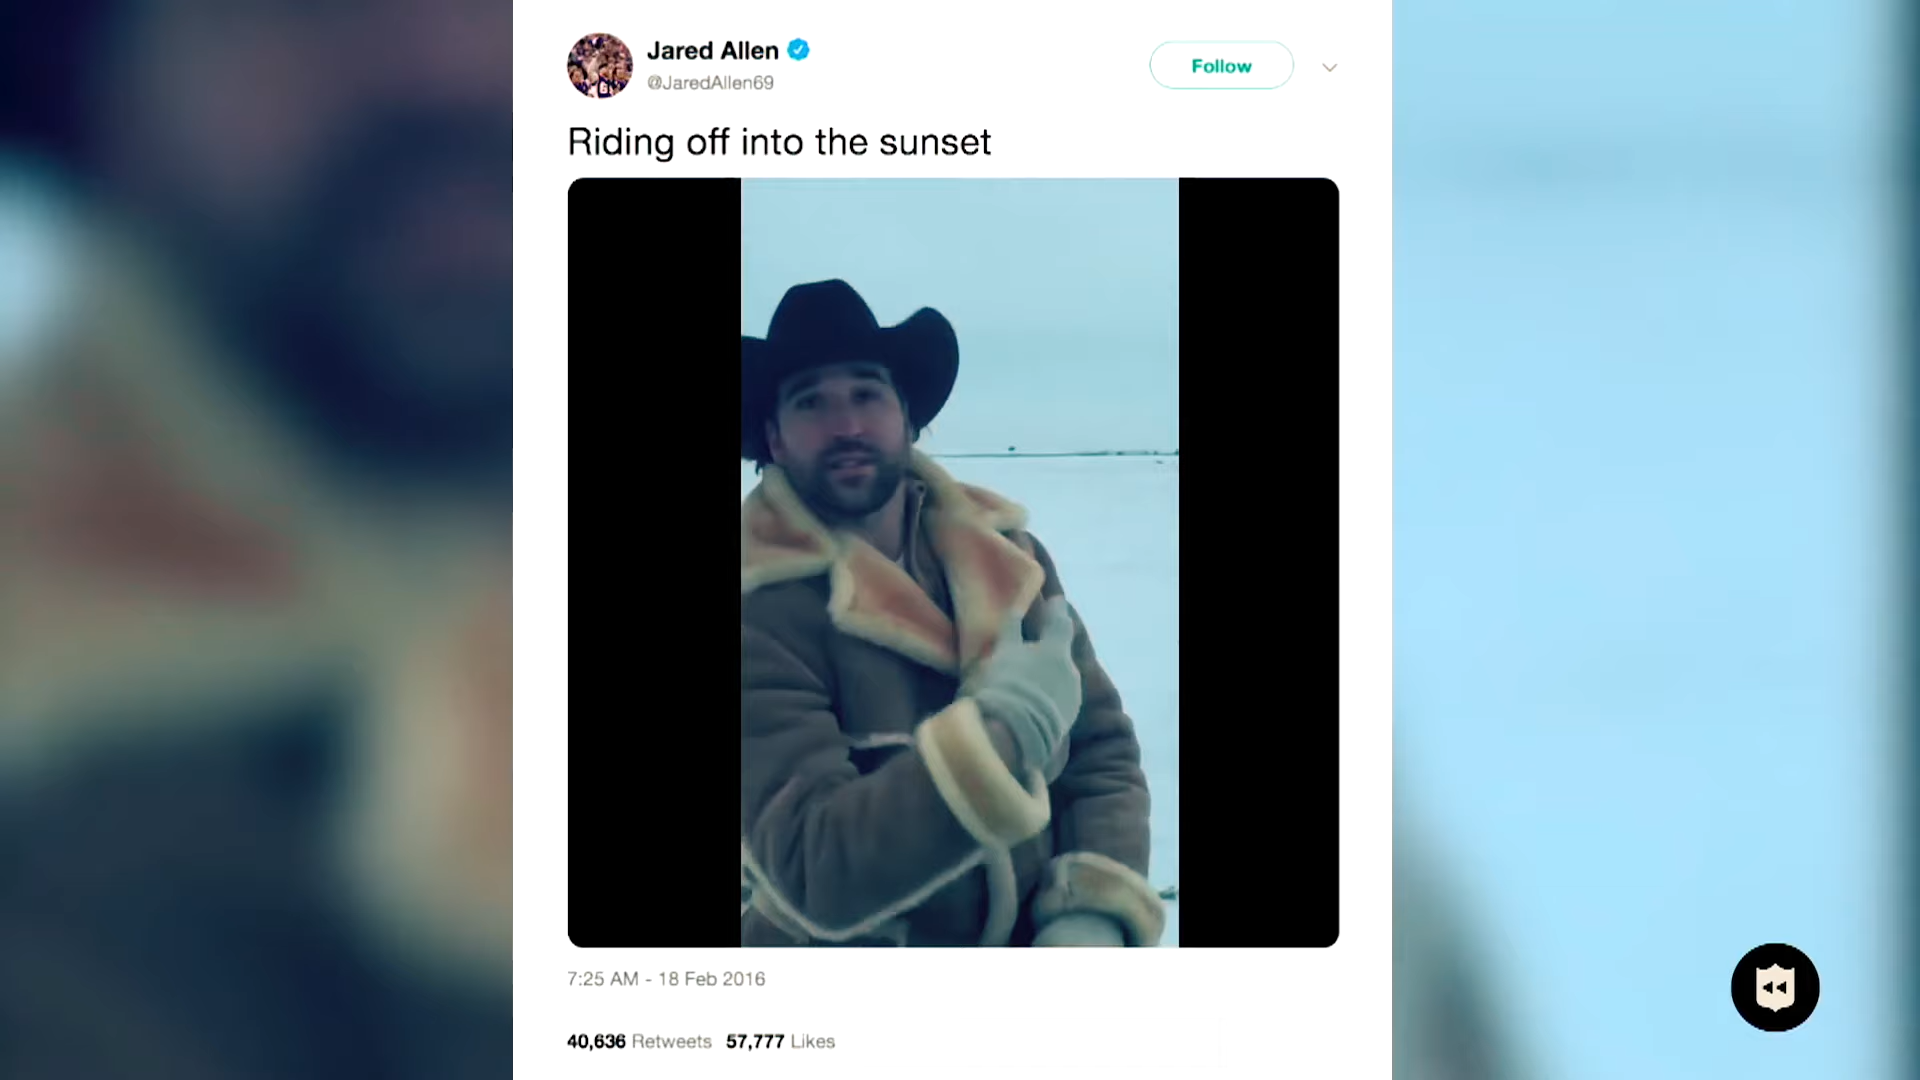 Jared Allen
@JaredAllen69
Follow
Riding off into the sunset
7:25 AM - 18 Feb 2016
40,636 Retweets 57,777 Likes